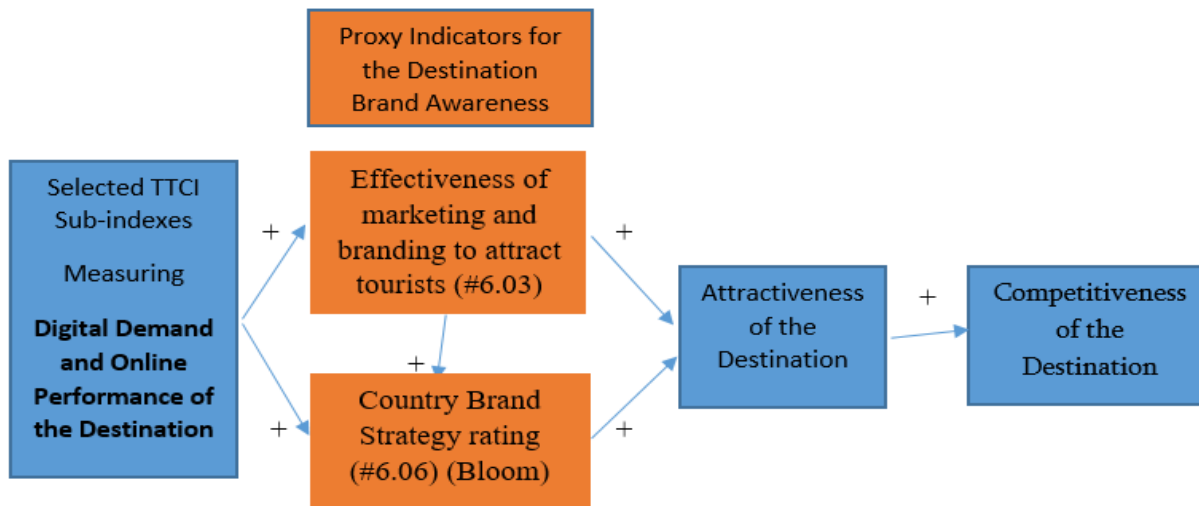 Proxy Indicators for
the Destination
Brand Awareness
Selected TTCI
Sub-indexes
Measuring
Digital Demand
and Online
Performance of
the Destination
+
+
Effectiveness of
marketing and
branding to attract
tourists (#6.03)
+
Country Brand
Strategy rating
(#6.06) (Bloom)
+
+
Attractiveness
of the
Destination
+
Competitiveness
of the
Destination